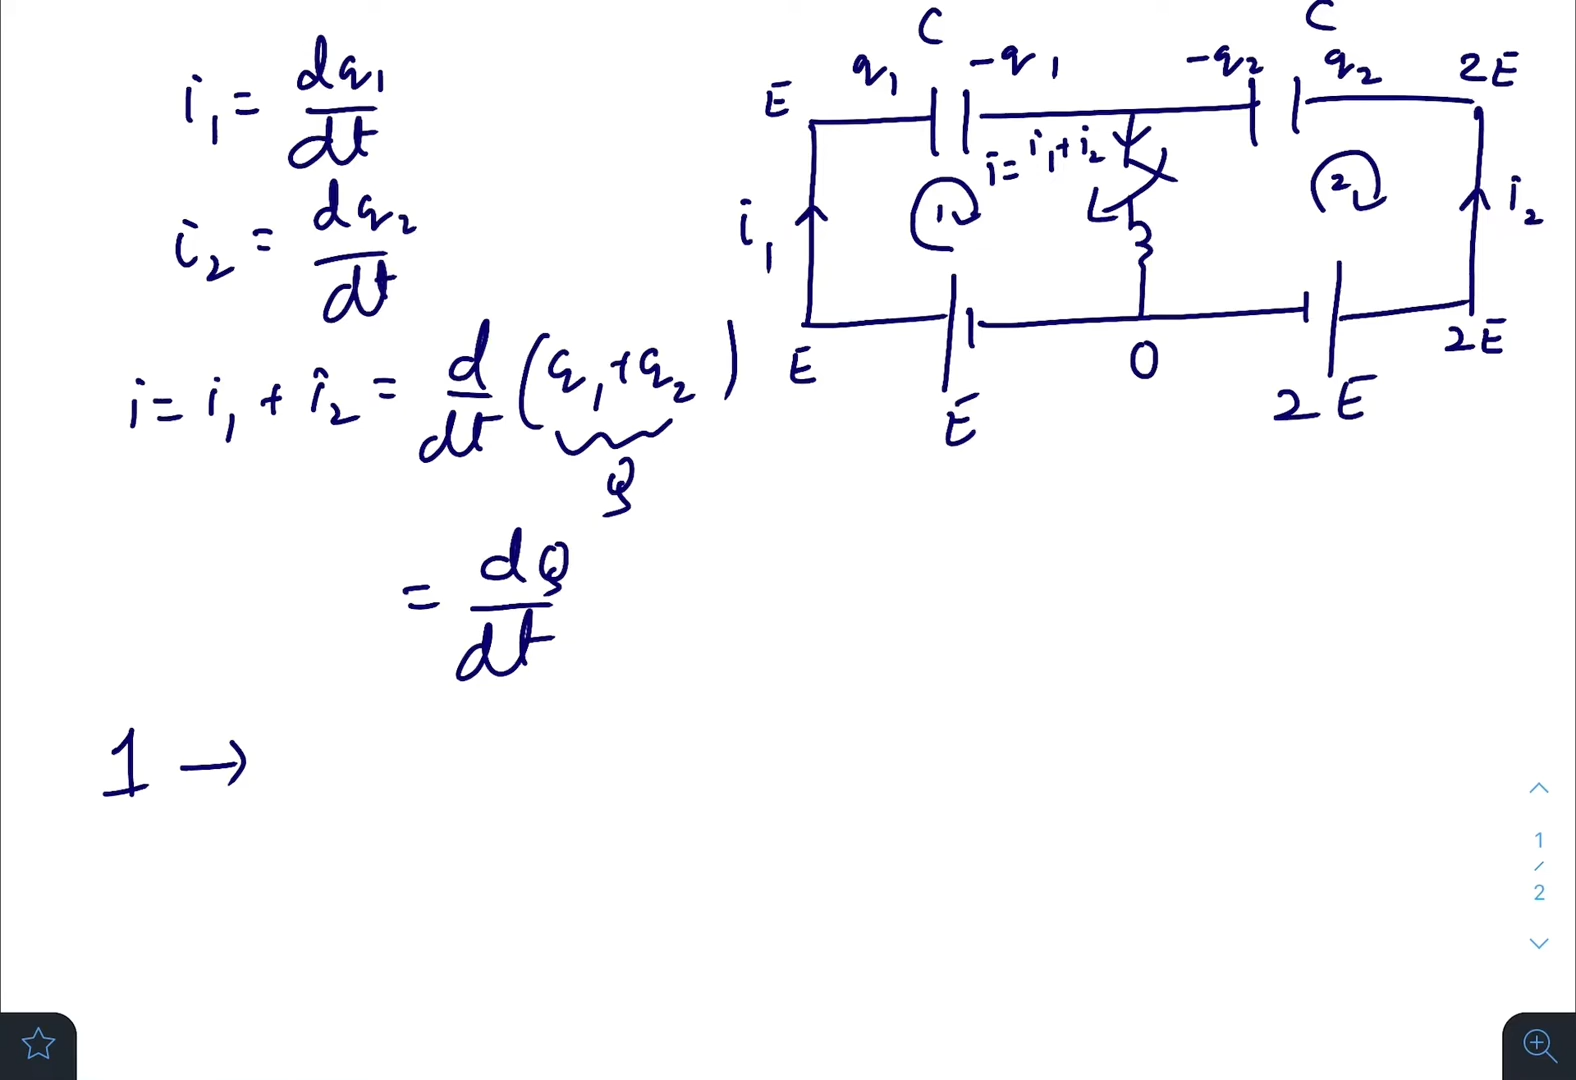 i₁ = dq₁/dt
i₂ = dq₂/dt
i = i₁ + i₂ = d/dt (q₁+q₂)
Q
= dQ/dt
1 →
C C
E q₁ -q₁ -q₂ q₂ 2E
i = i₁+i₂
i₁ 1 2 i₂
E O 2E
E 2E
1
/
2